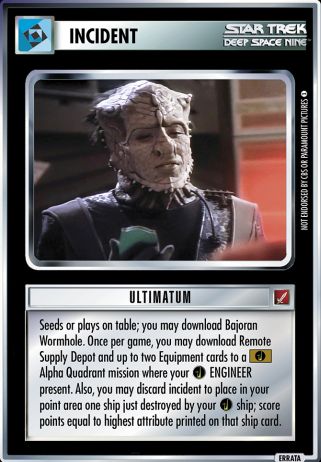 INCIDENT
STAR TREK
DEEP SPACE NINE
NOT ENDORSED BY CBS OR PARAMOUNT PICTURES
ULTIMATUM
Seeds or plays on table; you may download Bajoran
Wormhole. Once per game, you may download Remote
Supply Depot and up to two Equipment cards to a
Alpha Quadrant mission where your ENGINEER
present. Also, you may discard incident to place in your
point area one ship just destroyed by your ship; score
points equal to highest attribute printed on that ship card.
ERRATA